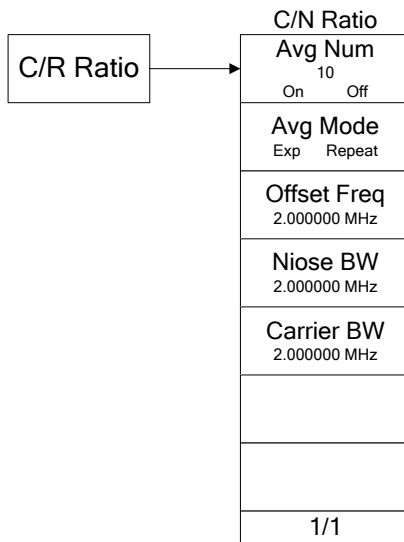 C/N Ratio
C/R Ratio
Avg Num
10
On Off
Avg Mode
Exp Repeat
Offset Freq
2.000000 MHz
Niose BW
2.000000 MHz
Carrier BW
2.000000 MHz
1/1